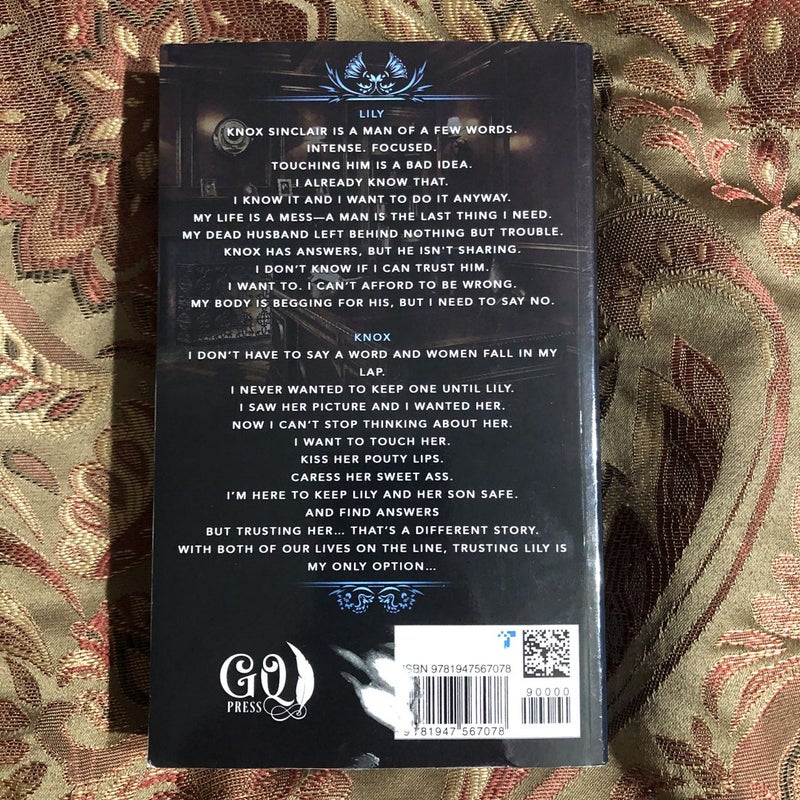 LILY
KNOX SINCLAIR IS A MAN OF A FEW WORDS.
INTENSE. FOCUSED.
TOUCHING HIM IS A BAD IDEA.
I ALREADY KNOW THAT.
I KNOW IT AND I WANT TO DO IT ANYWAY.
MY LIFE IS A MESS—A MAN IS THE LAST THING I NEED.
MY DEAD HUSBAND LEFT BEHIND NOTHING BUT TROUBLE.
KNOX HAS ANSWERS, BUT HE ISN'T SHARING.
I DON'T KNOW IF I CAN TRUST HIM.
I WANT TO. I CAN'T AFFORD TO BE WRONG.
MY BODY IS BEGGING FOR HIS, BUT I NEED TO SAY NO.
KNOX
I DON'T HAVE TO SAY A WORD AND WOMEN FALL IN MY
LAP.
I NEVER WANTED TO KEEP ONE UNTIL LILY.
I SAW HER PICTURE AND I WANTED HER.
NOW I CAN'T STOP THINKING ABOUT HER.
I WANT TO TOUCH HER.
KISS HER POUTY LIPS.
CARESS HER SWEET ASS.
I'M HERE TO KEEP LILY AND HER SON SAFE.
AND FIND ANSWERS
BUT TRUSTING HER... THAT'S A DIFFERENT STORY.
WITH BOTH OF OUR LIVES ON THE LINE, TRUSTING LILY IS
MY ONLY OPTION...
GQ
PRESS
ISBN 9781947567078
90000
9781947 567078